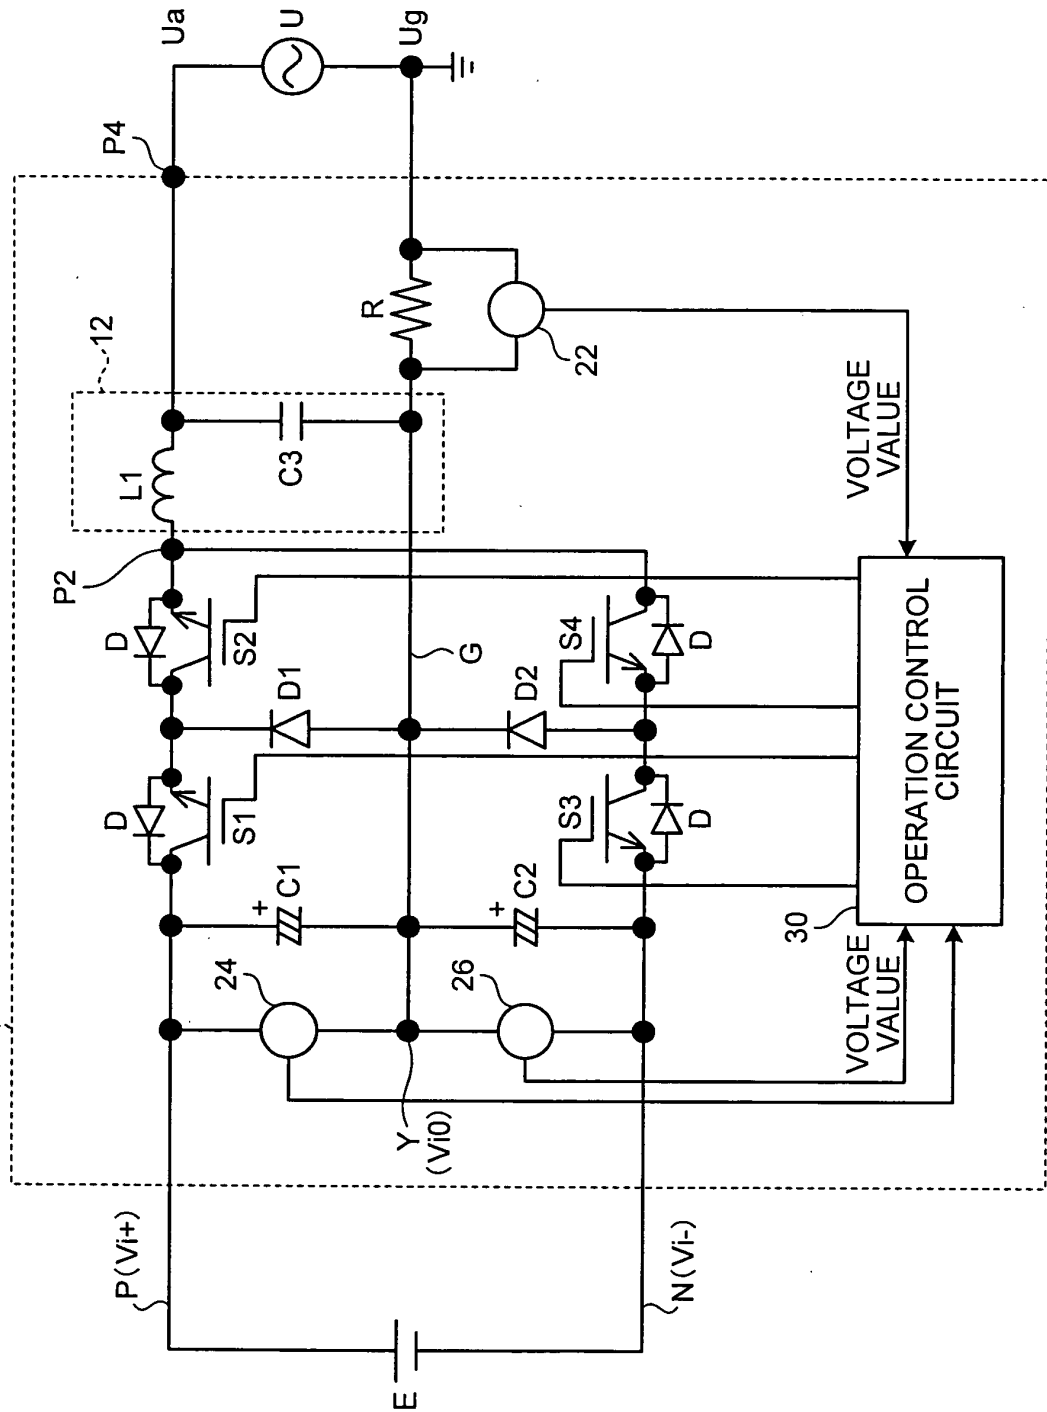 P(Vi+)
E
N(Vi-)
Y
(Vi0)
24
26
+
C1
+
C2
D
S1
D
S2
D1
D2
G
S3
D
S4
D
P2
L1
C3
12
R
22
P4
Ua
U
Ug
30
OPERATION CONTROL
CIRCUIT
VOLTAGE
VALUE
VOLTAGE
VALUE